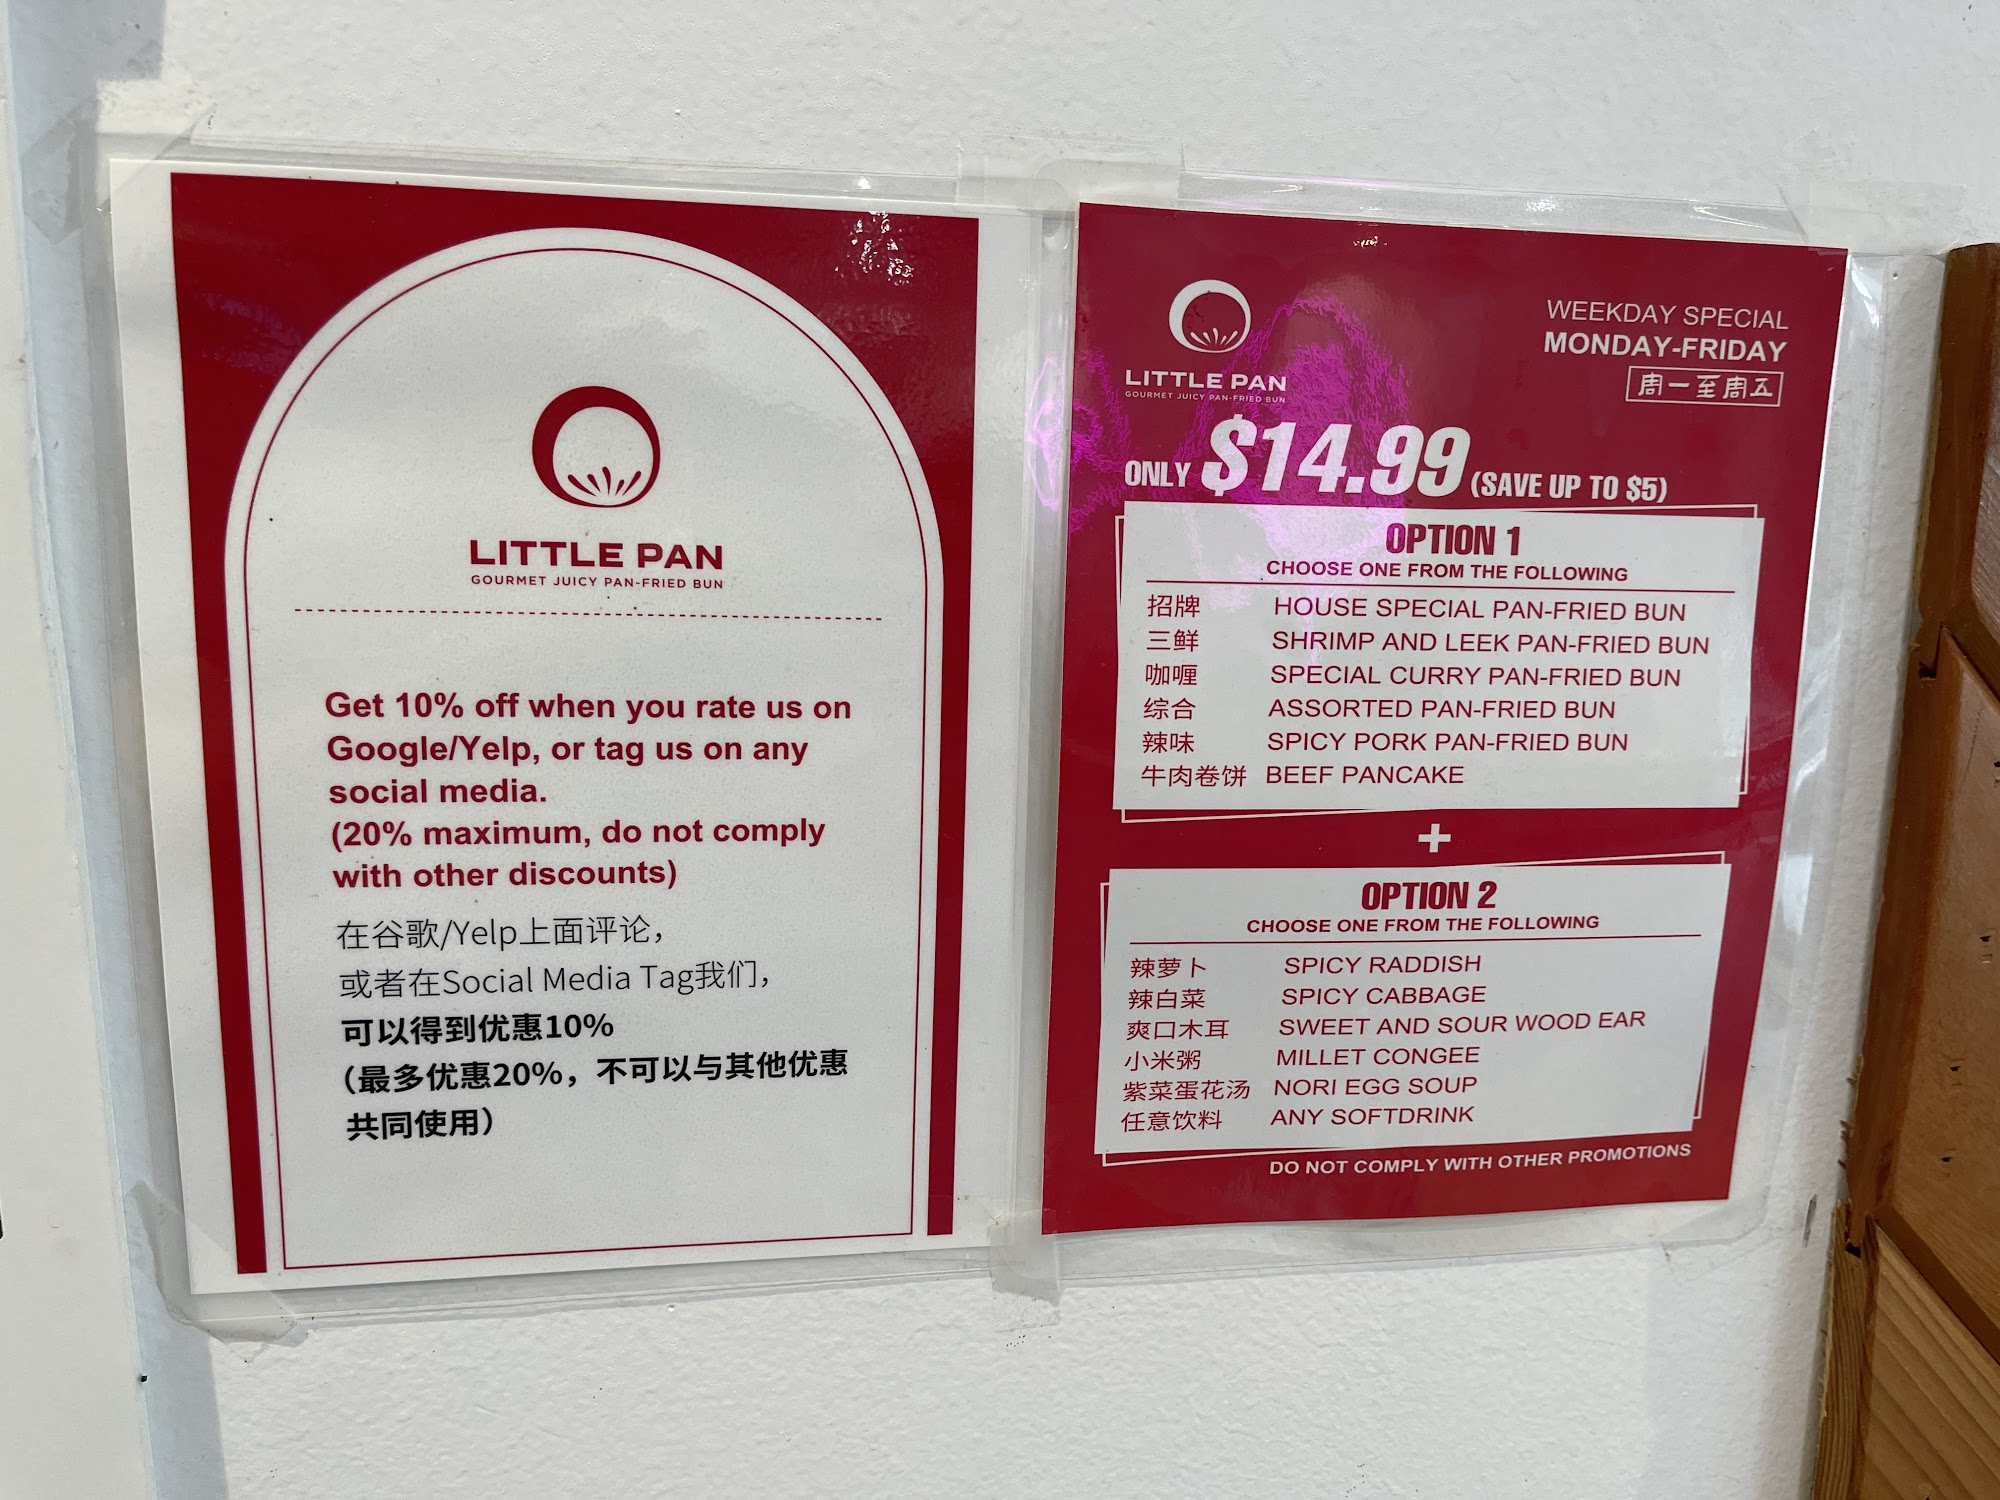 LITTLE PAN
GOURMET JUICY PAN-FRIED BUN
Get 10% off when you rate us on
Google/Yelp, or tag us on any
social media.
(20% maximum, do not comply
with other discounts)
在谷歌/Yelp上面评论，
或者在Social Media Tag我们，
可以得到优惠10%
（最多优惠20%，不可以与其他优惠
共同使用）
LITTLE PAN
GOURMET JUICY PAN-FRIED BUN
WEEKDAY SPECIAL
MONDAY-FRIDAY
周一至周五
ONLY $14.99 (SAVE UP TO $5)
OPTION 1
CHOOSE ONE FROM THE FOLLOWING
招牌 HOUSE SPECIAL PAN-FRIED BUN
三鲜 SHRIMP AND LEEK PAN-FRIED BUN
咖喱 SPECIAL CURRY PAN-FRIED BUN
综合 ASSORTED PAN-FRIED BUN
辣味 SPICY PORK PAN-FRIED BUN
牛肉卷饼 BEEF PANCAKE
+
OPTION 2
CHOOSE ONE FROM THE FOLLOWING
辣萝卜 SPICY RADDISH
辣白菜 SPICY CABBAGE
爽口木耳 SWEET AND SOUR WOOD EAR
小米粥 MILLET CONGEE
紫菜蛋花汤 NORI EGG SOUP
任意饮料 ANY SOFTDRINK
DO NOT COMPLY WITH OTHER PROMOTIONS